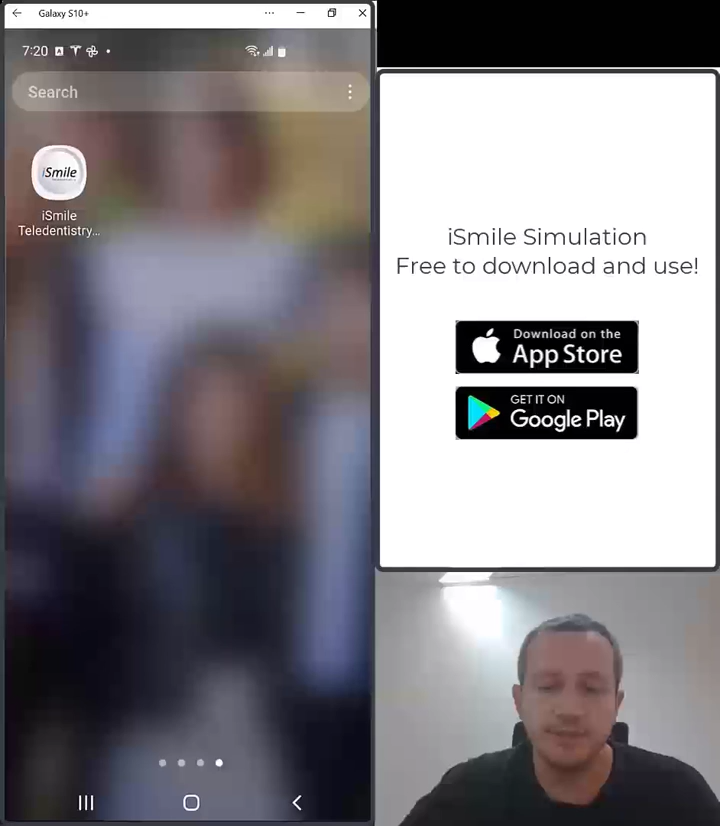 Galaxy S10+
7:20
Search
iSmile
iSmile
Teledentistry...
iSmile Simulation
Free to download and use!
Download on the
App Store
GET IT ON
Google Play